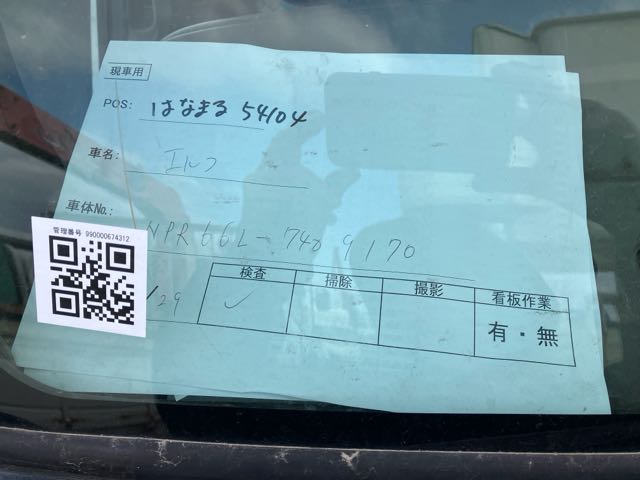 現車用
POS: はなまる 54104
車名: エルフ
車体No.: NPR66L-7409170
管理番号 990000674312
/29
検査 掃除 撮影 看板作業
✓ 有・無